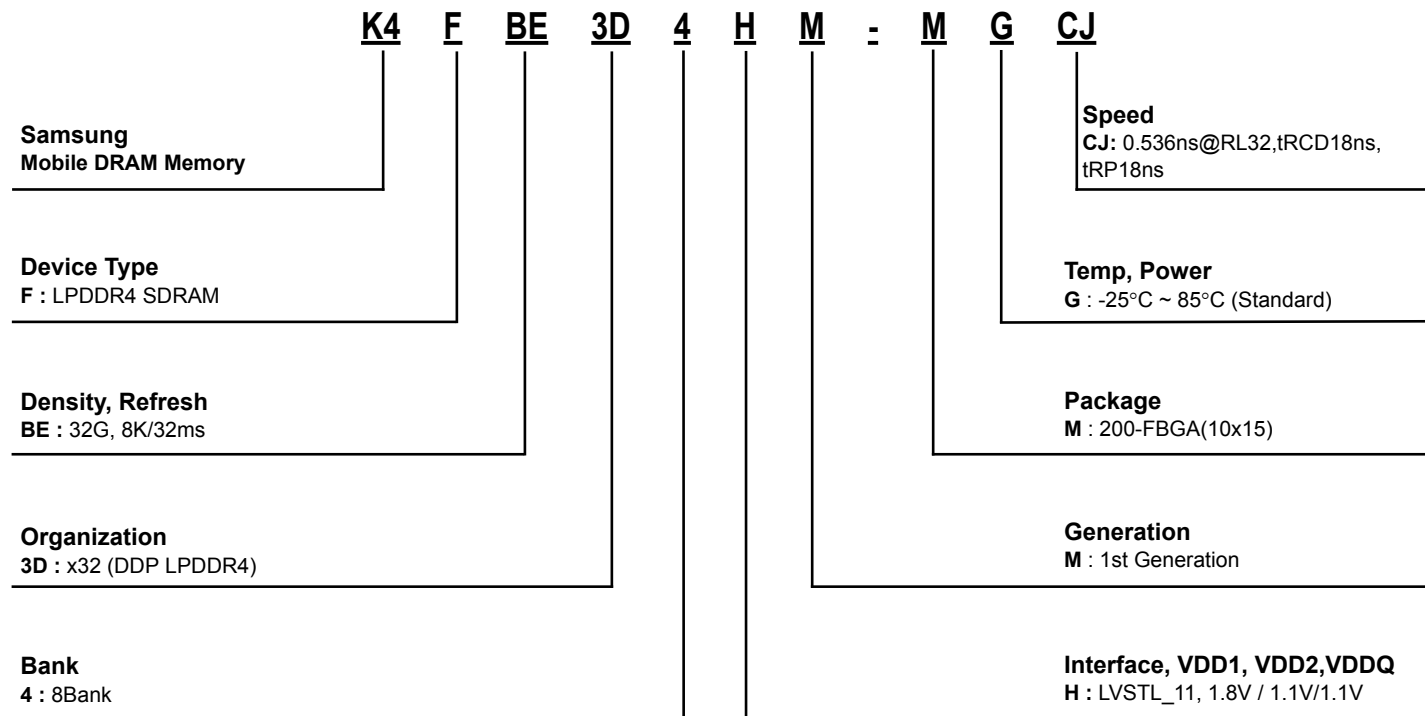 K4 F BE 3D 4 H M - M G CJ
Samsung
Mobile DRAM Memory
Speed
CJ: 0.536ns@RL32,tRCD18ns,
tRP18ns
Device Type
F : LPDDR4 SDRAM
Temp, Power
G : -25°C ~ 85°C (Standard)
Density, Refresh
BE : 32G, 8K/32ms
Package
M : 200-FBGA(10x15)
Organization
3D : x32 (DDP LPDDR4)
Generation
M : 1st Generation
Bank
4 : 8Bank
Interface, VDD1, VDD2,VDDQ
H : LVSTL_11, 1.8V / 1.1V/1.1V